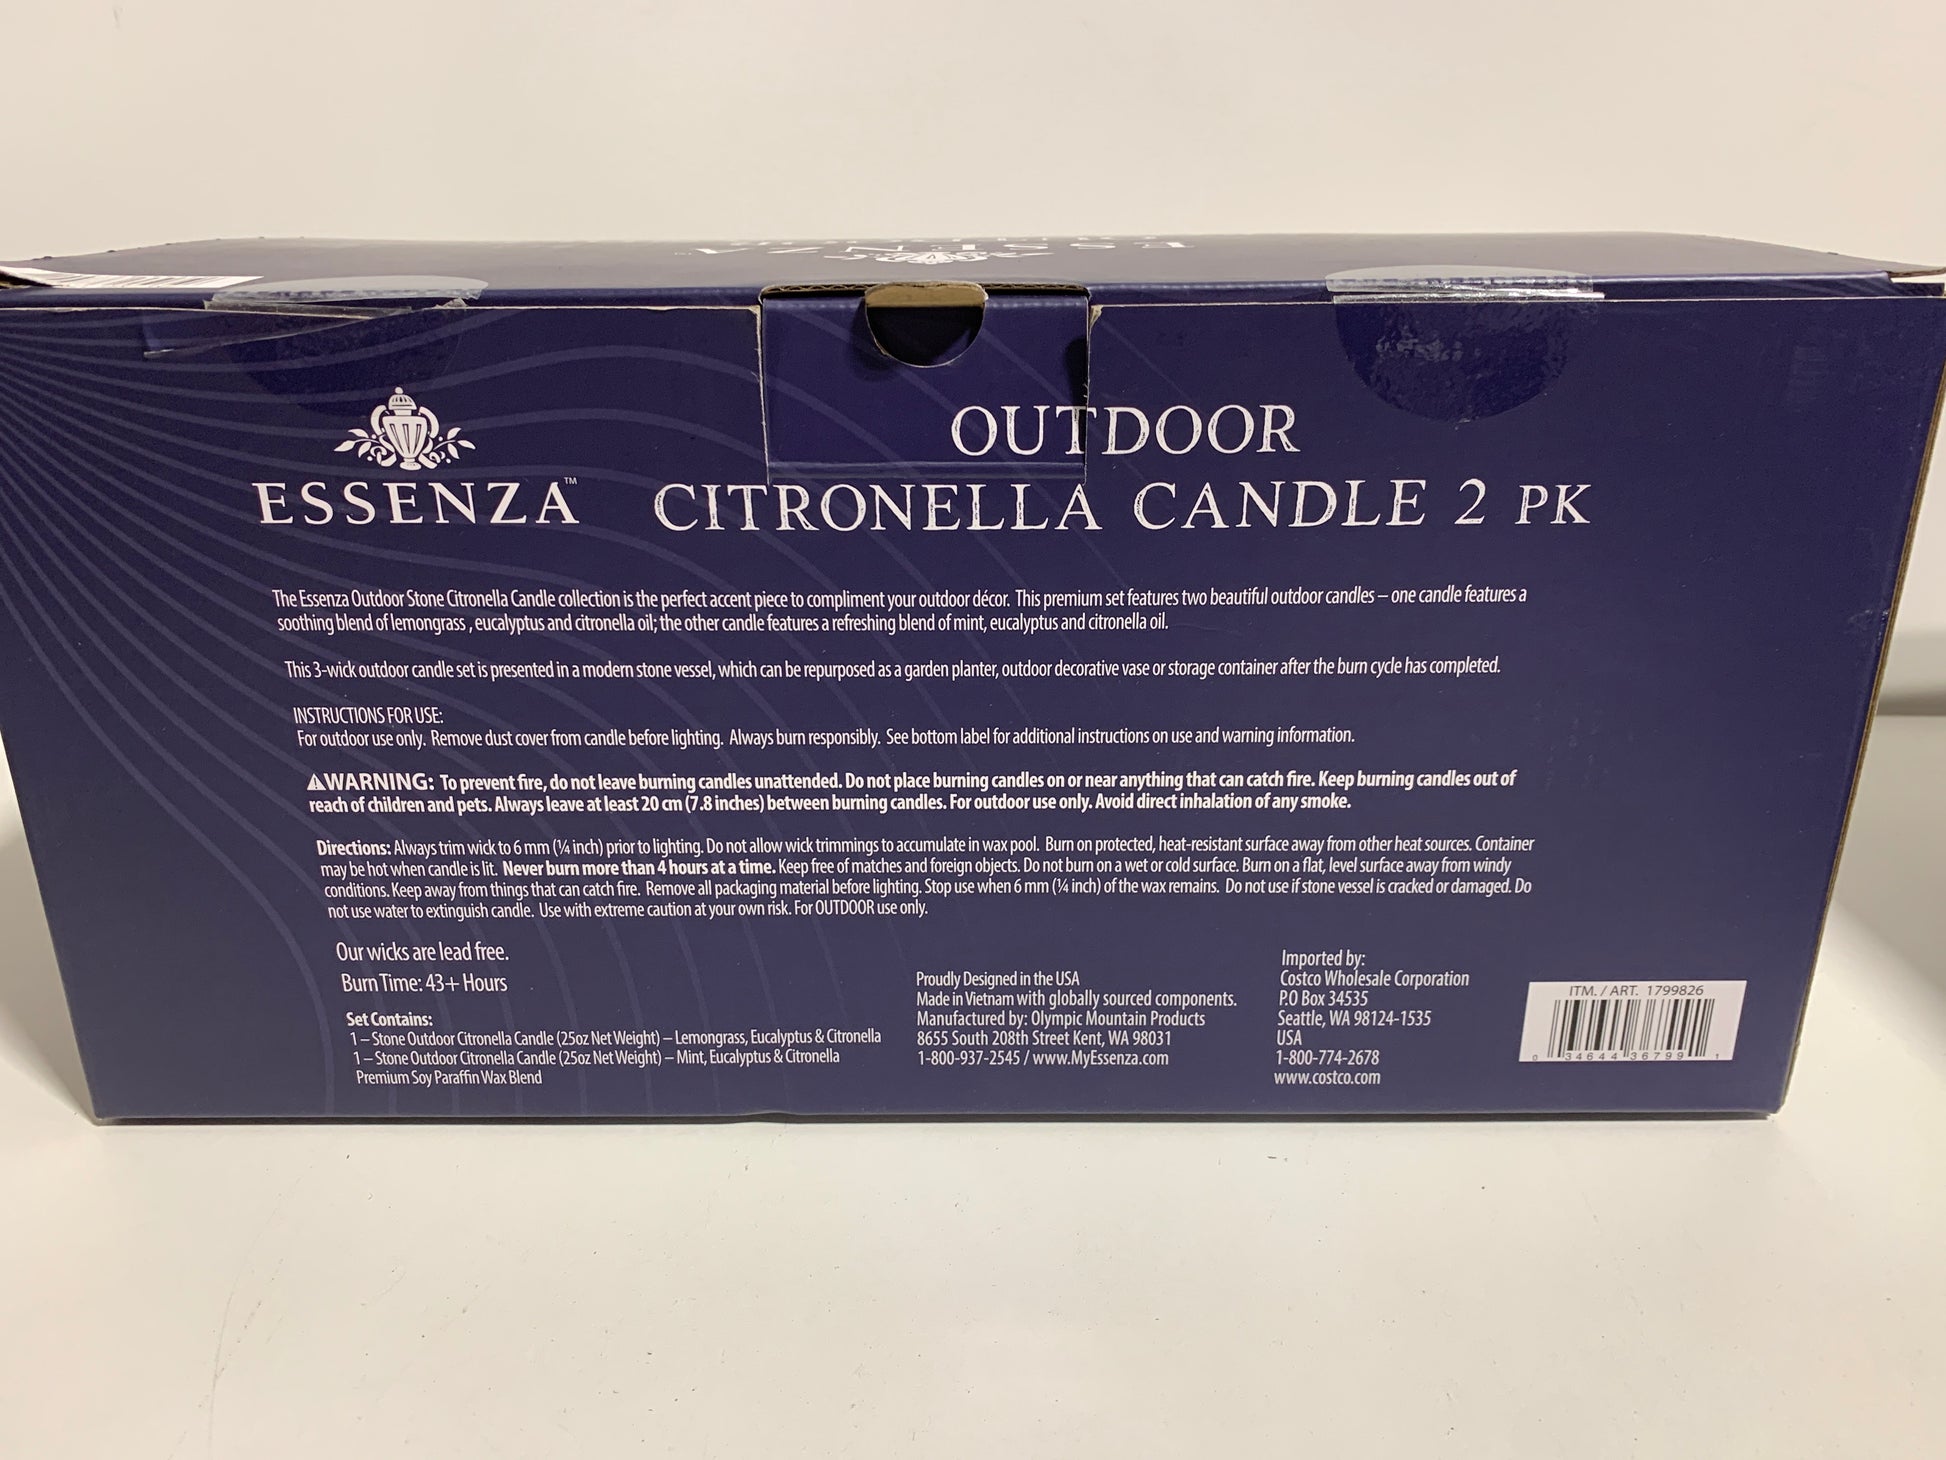 ESSENZA
ESSENZA™
OUTDOOR
CITRONELLA CANDLE 2 PK
The Essenza Outdoor Stone Citronella Candle collection is the perfect accent piece to compliment your outdoor décor. This premium set features two beautiful outdoor candles – one candle features a
soothing blend of lemongrass , eucalyptus and citronella oil; the other candle features a refreshing blend of mint, eucalyptus and citronella oil.
This 3-wick outdoor candle set is presented in a modern stone vessel, which can be repurposed as a garden planter, outdoor decorative vase or storage container after the burn cycle has completed.
INSTRUCTIONS FOR USE:
For outdoor use only. Remove dust cover from candle before lighting. Always burn responsibly. See bottom label for additional instructions on use and warning information.
⚠WARNING: To prevent fire, do not leave burning candles unattended. Do not place burning candles on or near anything that can catch fire. Keep burning candles out of
reach of children and pets. Always leave at least 20 cm (7.8 inches) between burning candles. For outdoor use only. Avoid direct inhalation of any smoke.
Directions: Always trim wick to 6 mm (¼ inch) prior to lighting. Do not allow wick trimmings to accumulate in wax pool. Burn on protected, heat-resistant surface away from other heat sources. Container
may be hot when candle is lit. Never burn more than 4 hours at a time. Keep free of matches and foreign objects. Do not burn on a wet or cold surface. Burn on a flat, level surface away from windy
conditions. Keep away from things that can catch fire. Remove all packaging material before lighting. Stop use when 6 mm (¼ inch) of the wax remains. Do not use if stone vessel is cracked or damaged. Do
not use water to extinguish candle. Use with extreme caution at your own risk. For OUTDOOR use only.
Our wicks are lead free.
Burn Time: 43+ Hours
Set Contains:
1 – Stone Outdoor Citronella Candle (25oz Net Weight) – Lemongrass, Eucalyptus & Citronella
1 – Stone Outdoor Citronella Candle (25oz Net Weight) – Mint, Eucalyptus & Citronella
Premium Soy Paraffin Wax Blend
Proudly Designed in the USA
Made in Vietnam with globally sourced components.
Manufactured by: Olympic Mountain Products
8655 South 208th Street Kent, WA 98031
1-800-937-2545 / www.MyEssenza.com
Imported by:
Costco Wholesale Corporation
P.O Box 34535
Seattle, WA 98124-1535
USA
1-800-774-2678
www.costco.com
ITM. / ART. 1799826
0 34644 36799 1